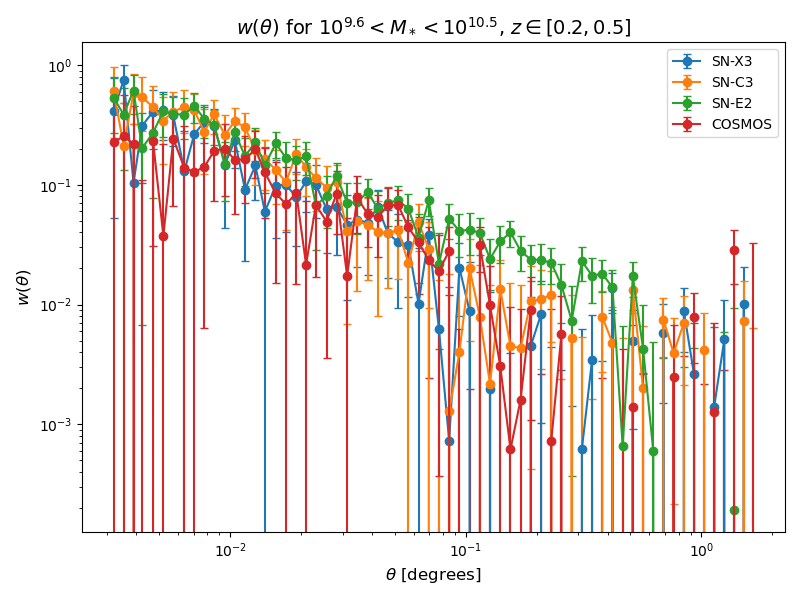 w(θ) for 10^9.6 < M_* < 10^10.5, z ∈ [0.2, 0.5]
SN-X3
SN-C3
SN-E2
COSMOS
w(θ)
10^0
10^−1
10^−2
10^−3
10^−2 10^−1 10^0
θ [degrees]